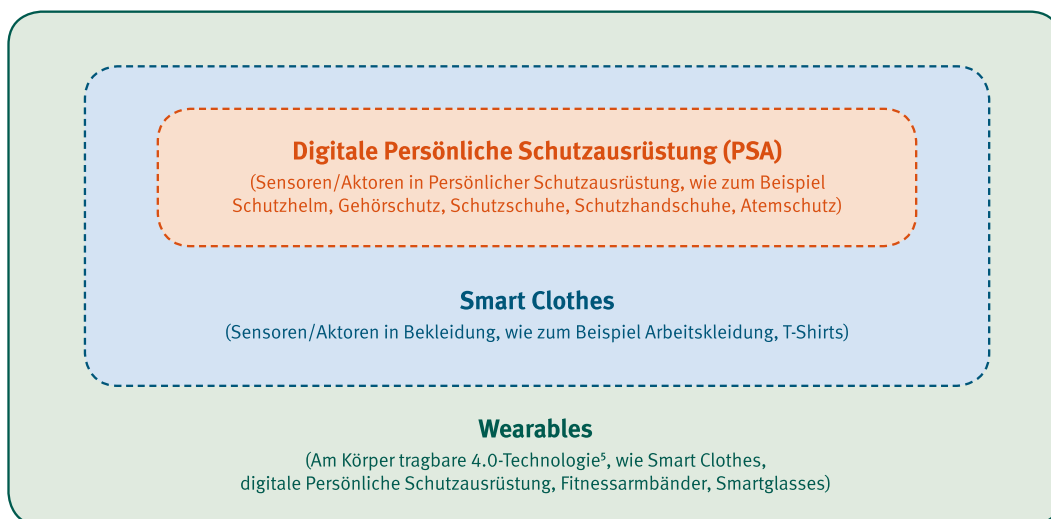 Digitale Persönliche Schutzausrüstung (PSA)
(Sensoren/Aktoren in Persönlicher Schutzausrüstung, wie zum Beispiel
Schutzhelm, Gehörschutz, Schutzschuhe, Schutzhandschuhe, Atemschutz)
Smart Clothes
(Sensoren/Aktoren in Bekleidung, wie zum Beispiel Arbeitskleidung, T-Shirts)
Wearables
(Am Körper tragbare 4.0-Technologie⁵, wie Smart Clothes,
digitale Persönliche Schutzausrüstung, Fitnessarmbänder, Smartglasses)